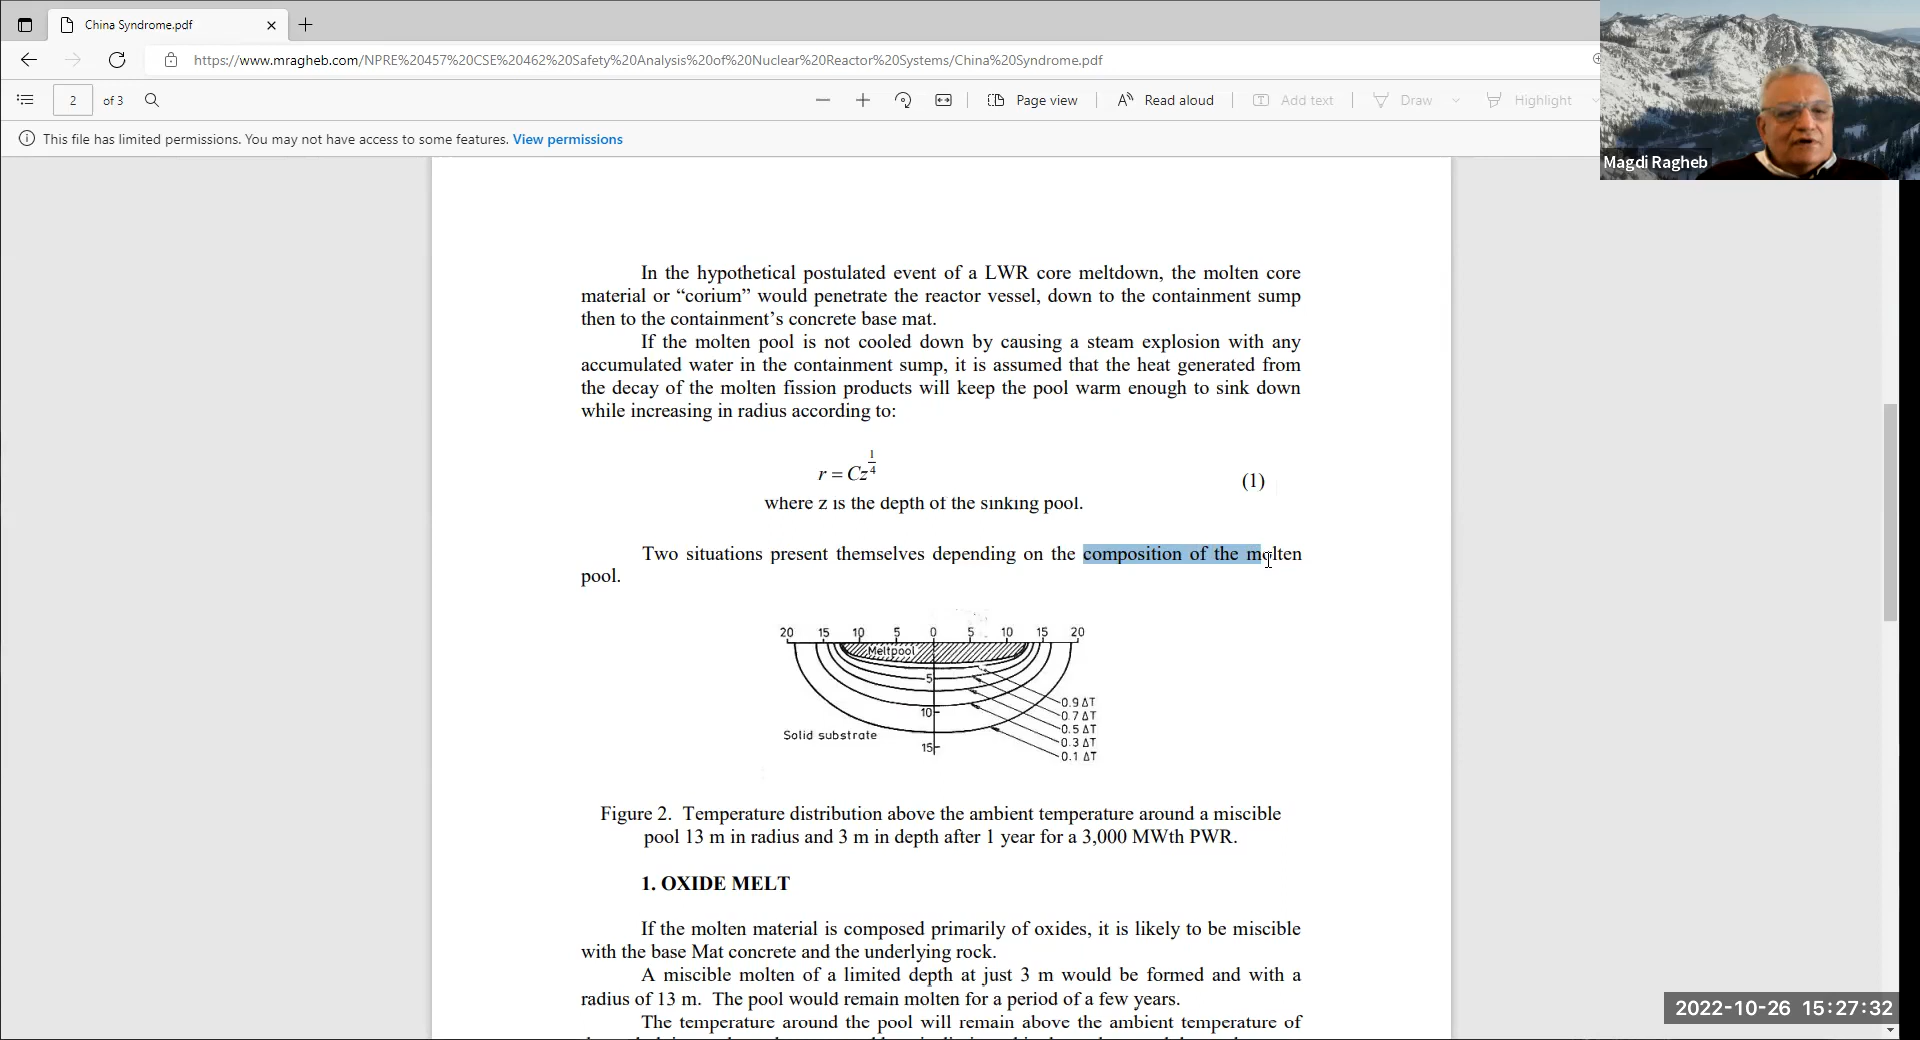 China Syndrome.pdf
https://www.mragheb.com/NPRE%20457%20CSE%20462%20Safety%20Analysis%20of%20Nuclear%20Reactor%20Systems/China%20Syndrome.pdf
2 of 3
Page view
Read aloud
Add text
Draw
Highlight
This file has limited permissions. You may not have access to some features. View permissions
Magdi Ragheb
In the hypothetical postulated event of a LWR core meltdown, the molten core
material or “corium” would penetrate the reactor vessel, down to the containment sump
then to the containment’s concrete base mat.
If the molten pool is not cooled down by causing a steam explosion with any
accumulated water in the containment sump, it is assumed that the heat generated from
the decay of the molten fission products will keep the pool warm enough to sink down
while increasing in radius according to:
r = Cz^{1/4} (1)
where z is the depth of the sinking pool.
Two situations present themselves depending on the composition of the molten
pool.
20 15 10 5 0 5 10 15 20
Meltpool
5
10
15
Solid substrate
0.9 ΔT
0.7 ΔT
0.5 ΔT
0.3 ΔT
0.1 ΔT
Figure 2. Temperature distribution above the ambient temperature around a miscible
pool 13 m in radius and 3 m in depth after 1 year for a 3,000 MWth PWR.
1. OXIDE MELT
If the molten material is composed primarily of oxides, it is likely to be miscible
with the base Mat concrete and the underlying rock.
A miscible molten of a limited depth at just 3 m would be formed and with a
radius of 13 m. The pool would remain molten for a period of a few years.
The temperature around the pool will remain above the ambient temperature of
2022-10-26 15:27:32